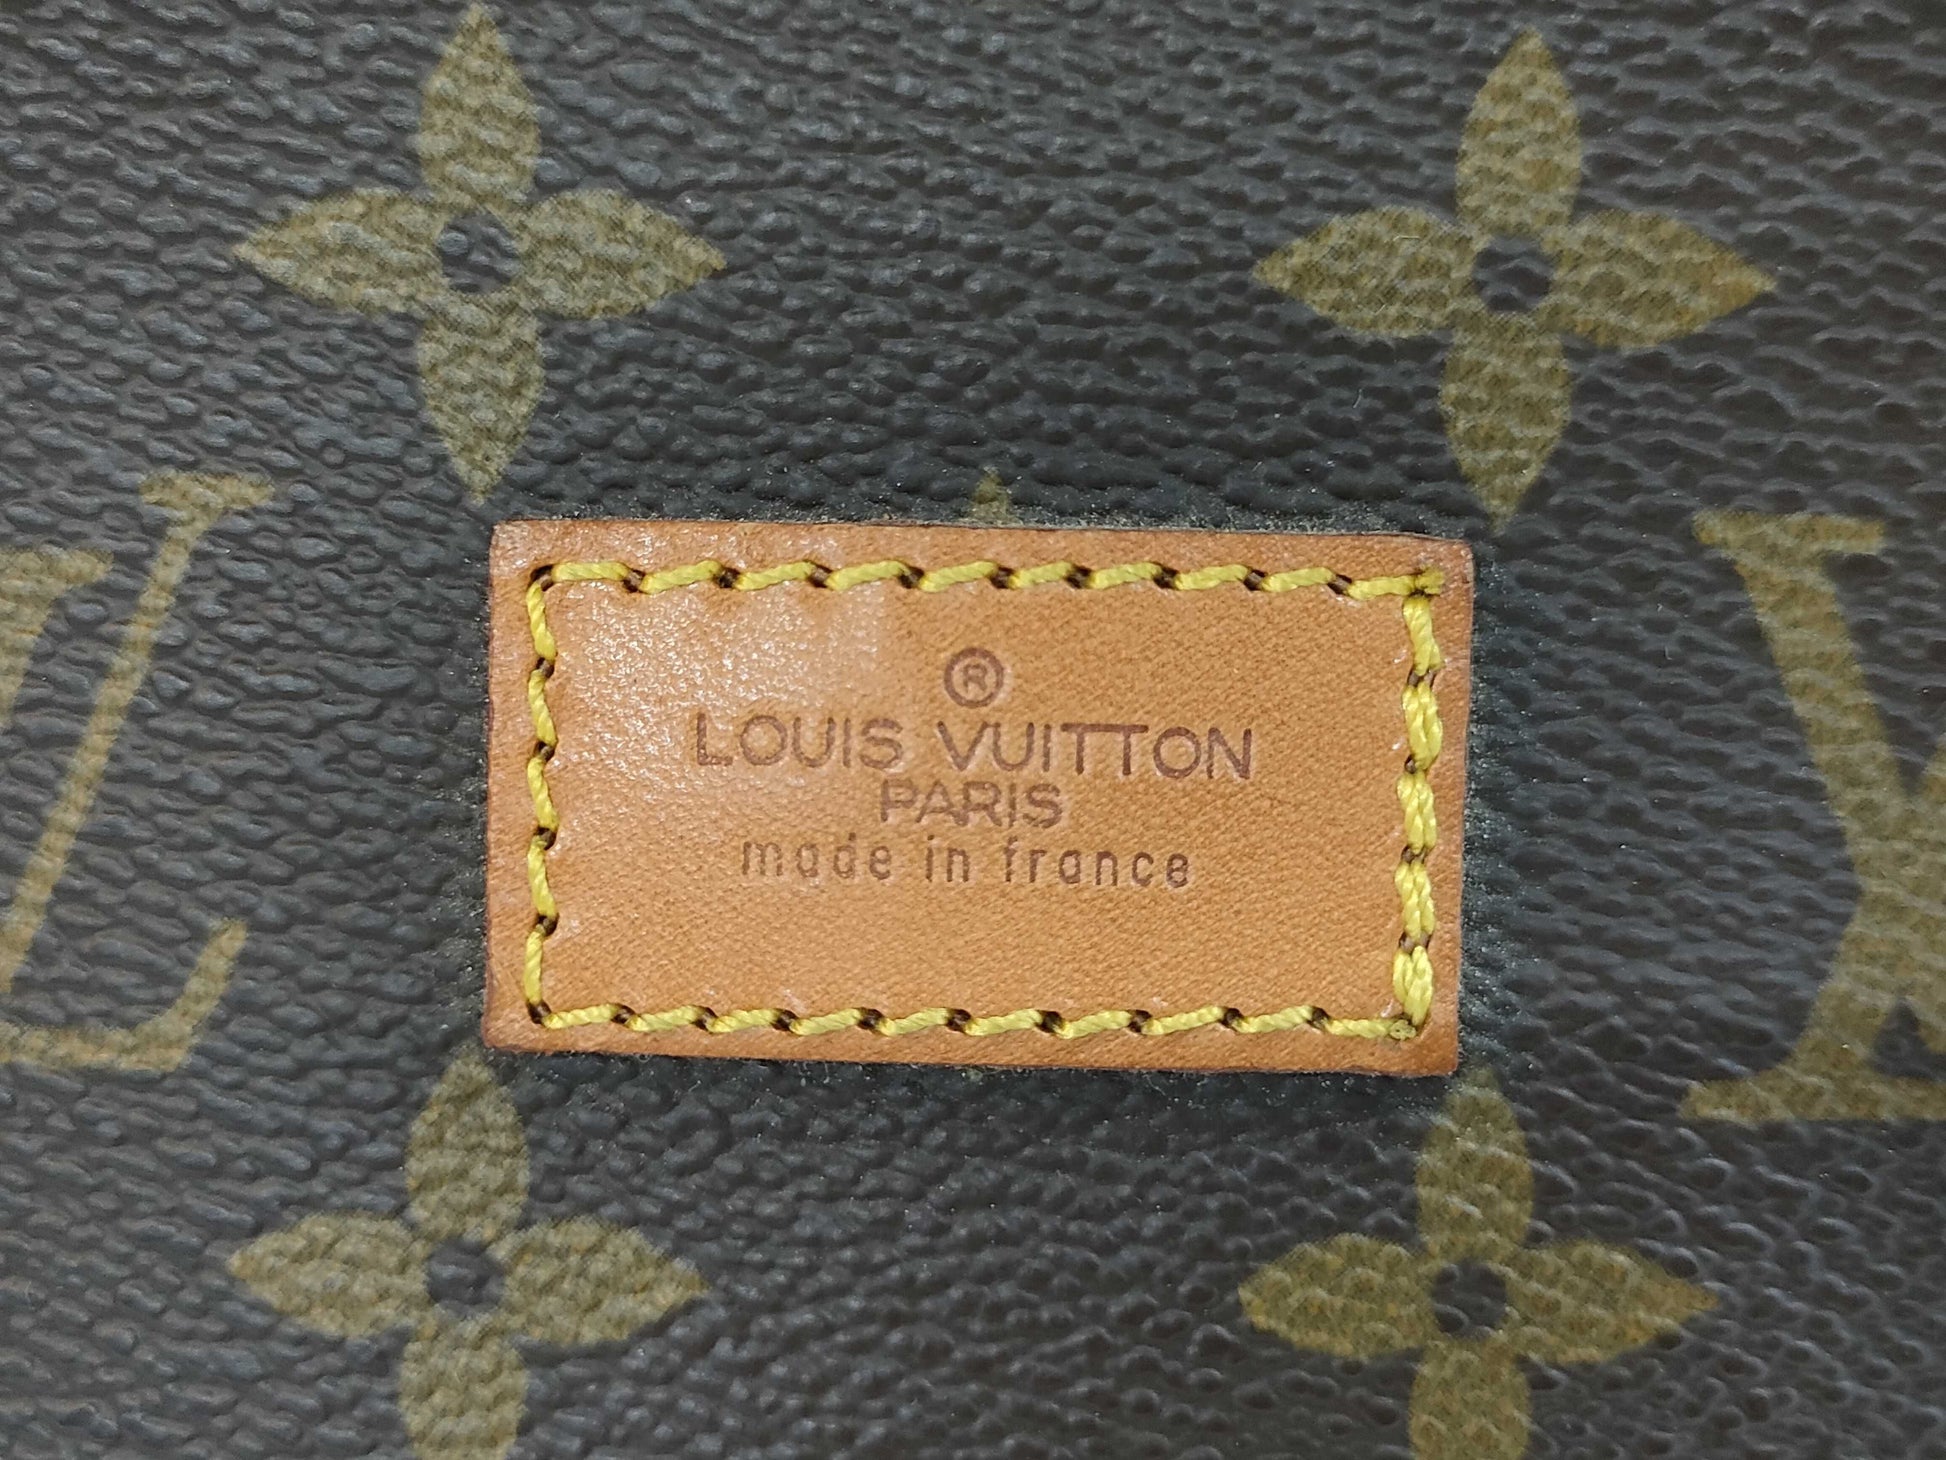 ®
LOUIS VUITTON
PARIS
made in france